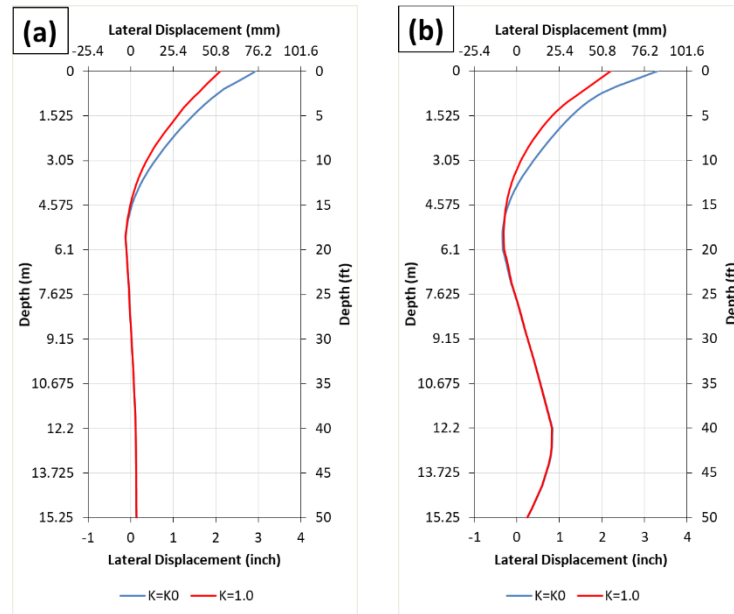 (a)
Lateral Displacement (mm)
-25.4 0 25.4 50.8 76.2 101.6
0 0
1.525 5
3.05 10
4.575 15
6.1 20
7.625 25
9.15 30
10.675 35
12.2 40
13.725 45
15.25 50
Depth (m)
Depth (ft)
-1 0 1 2 3 4
Lateral Displacement (inch)
K=K0 K=1.0
(b)
Lateral Displacement (mm)
-25.4 0 25.4 50.8 76.2 101.6
0 0
1.525 5
3.05 10
4.575 15
6.1 20
7.625 25
9.15 30
10.675 35
12.2 40
13.725 45
15.25 50
Depth (m)
Depth (ft)
-1 0 1 2 3 4
Lateral Displacement (inch)
K=K0 K=1.0